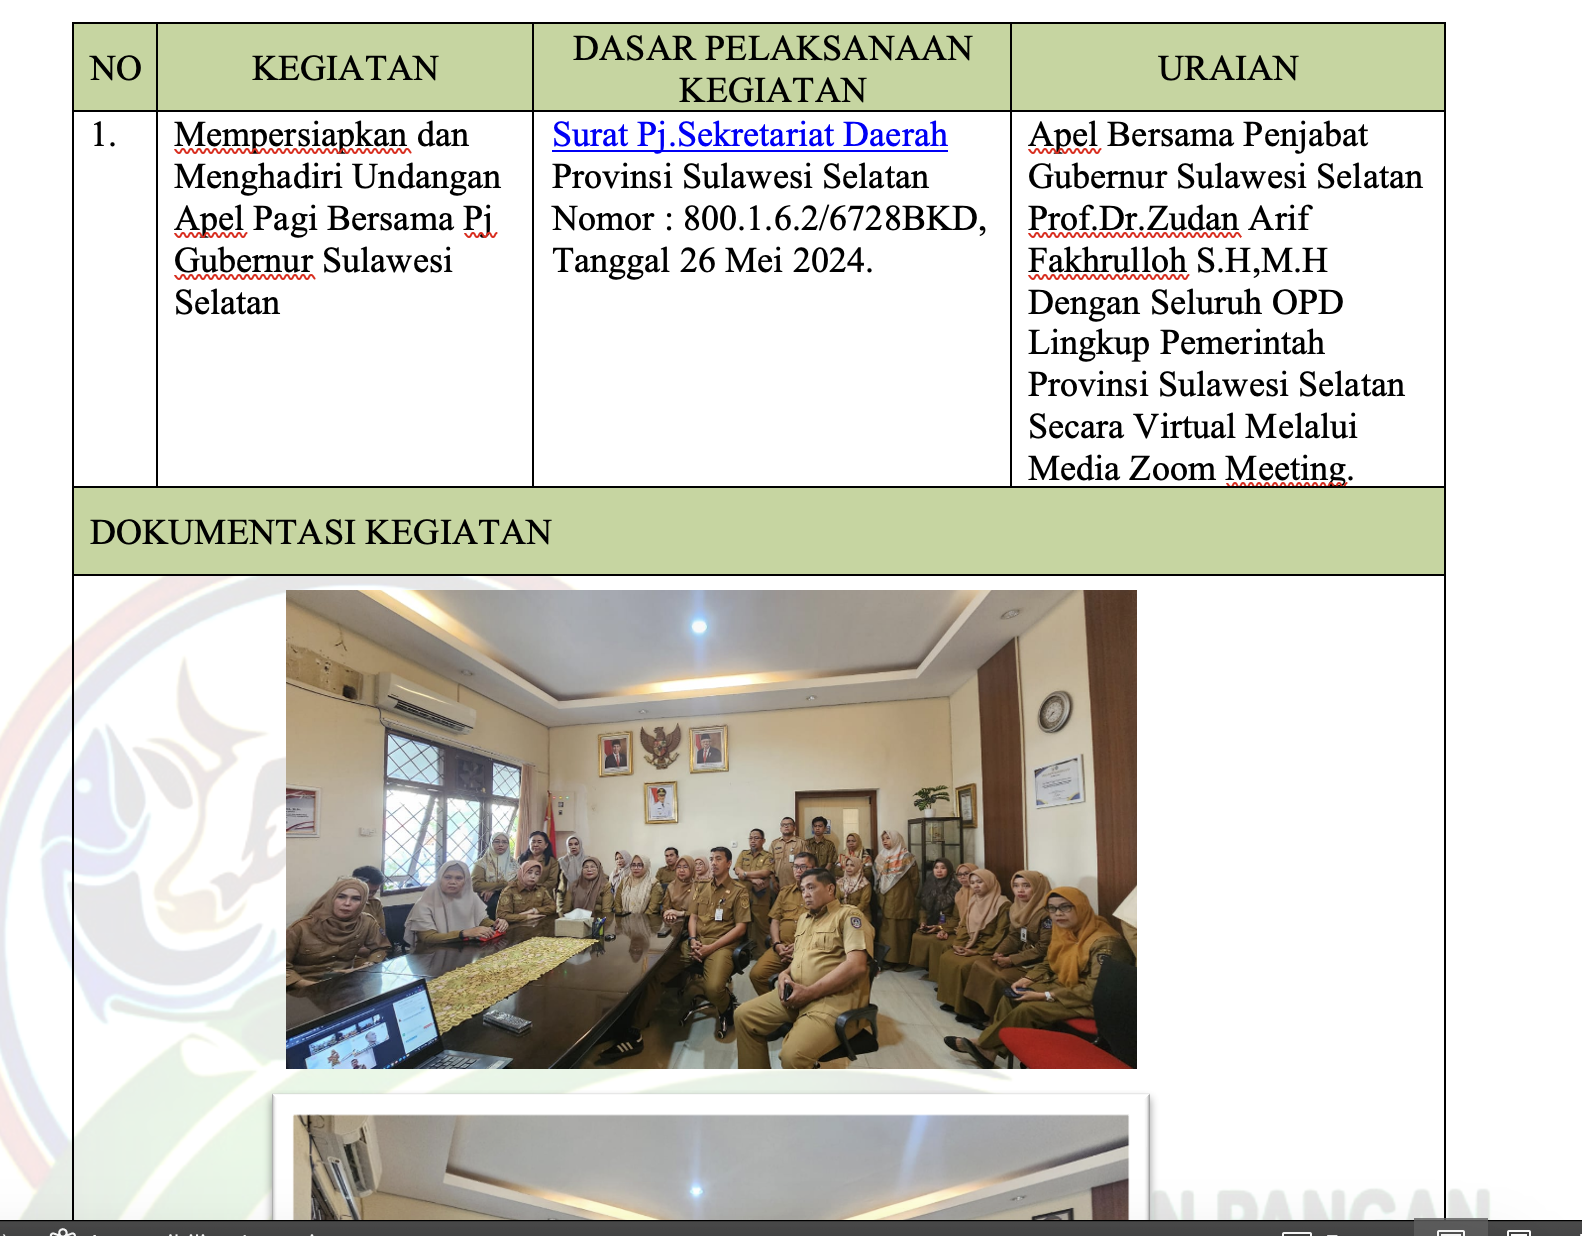 NO
KEGIATAN
DASAR PELAKSANAAN
KEGIATAN
URAIAN
1.
Mempersiapkan dan
Menghadiri Undangan
Apel Pagi Bersama Pj
Gubernur Sulawesi
Selatan
Surat Pj.Sekretariat Daerah
Provinsi Sulawesi Selatan
Nomor : 800.1.6.2/6728BKD,
Tanggal 26 Mei 2024.
Apel Bersama Penjabat
Gubernur Sulawesi Selatan
Prof.Dr.Zudan Arif
Fakhrulloh S.H,M.H
Dengan Seluruh OPD
Lingkup Pemerintah
Provinsi Sulawesi Selatan
Secara Virtual Melalui
Media Zoom Meeting.
DOKUMENTASI KEGIATAN
N PANGAN